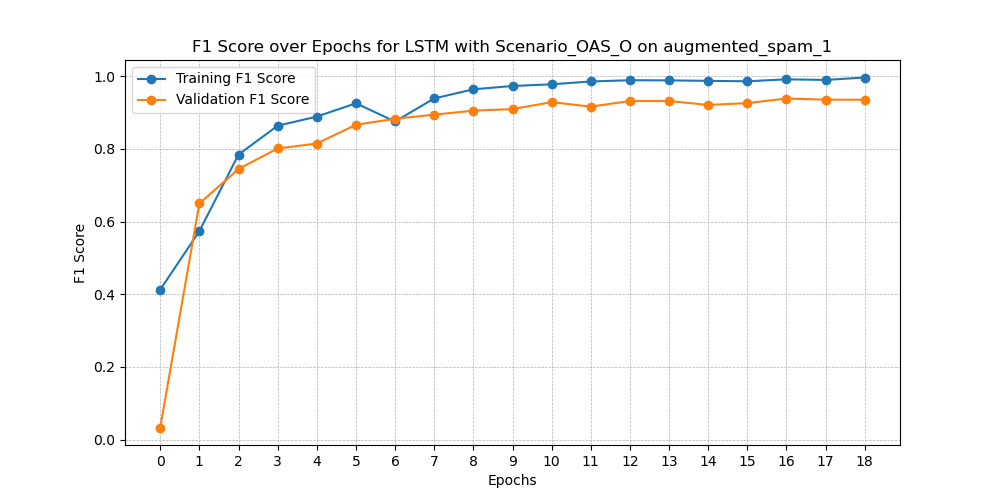 F1 Score over Epochs for LSTM with Scenario_OAS_O on augmented_spam_1
Training F1 Score
Validation F1 Score
F1 Score
1.0
0.8
0.6
0.4
0.2
0.0
0 1 2 3 4 5 6 7 8 9 10 11 12 13 14 15 16 17 18
Epochs